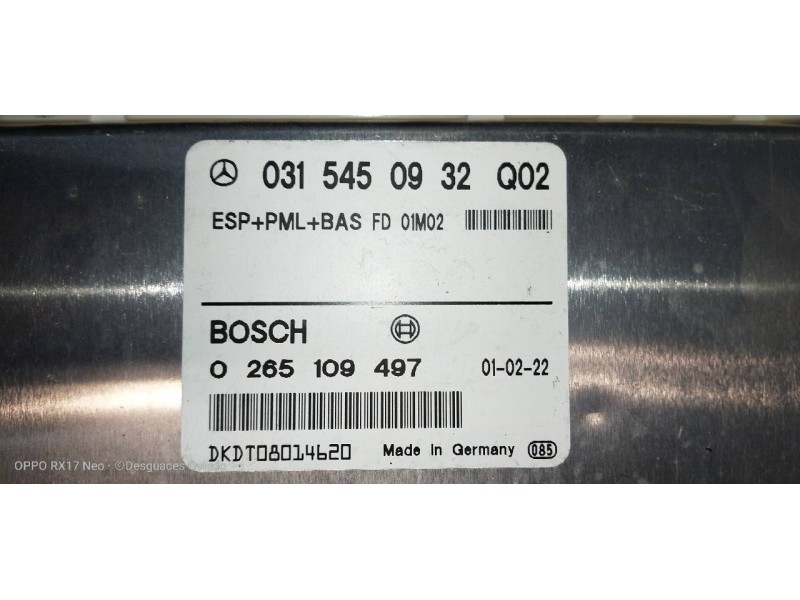 031 545 09 32 Q02
ESP+PML+BAS FD 01M02
BOSCH
0 265 109 497 01-02-22
DKDT08014620 Made in Germany 085
OPPO RX17 Neo · ©Desguaces